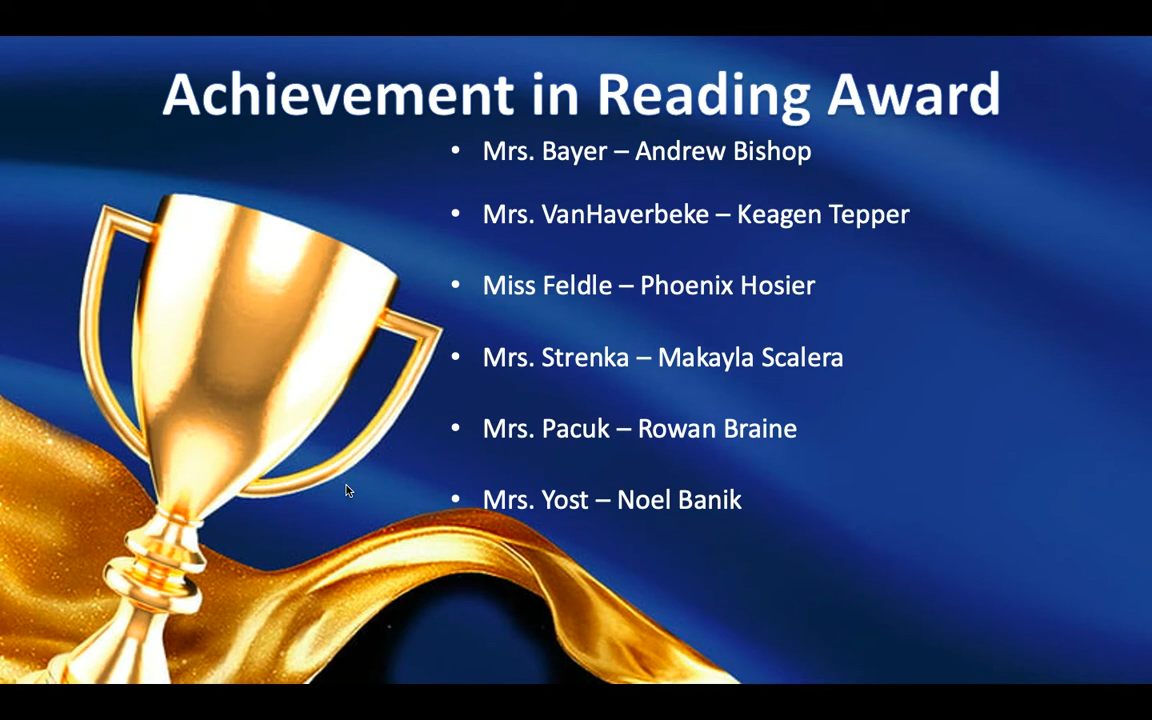 Achievement in Reading Award
• Mrs. Bayer – Andrew Bishop
• Mrs. VanHaverbeke – Keagen Tepper
• Miss Feldle – Phoenix Hosier
• Mrs. Strenka – Makayla Scalera
• Mrs. Pacuk – Rowan Braine
• Mrs. Yost – Noel Banik